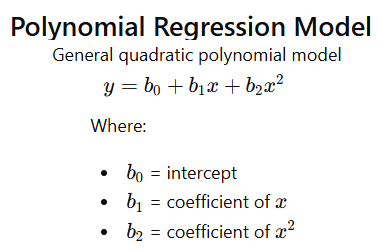 Polynomial Regression Model
General quadratic polynomial model
y = b₀ + b₁x + b₂x²
Where:
• b₀ = intercept
• b₁ = coefficient of x
• b₂ = coefficient of x²